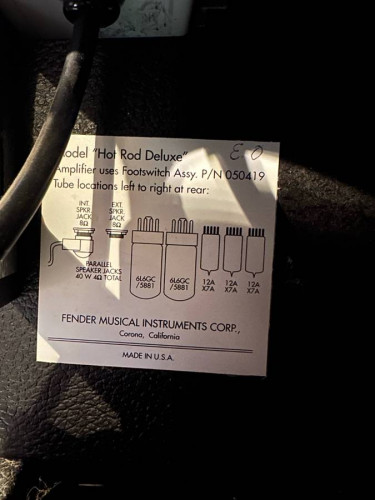 odel "Hot Rod Deluxe" E O
Amplifier uses Footswitch Assy. P/N 050419
Tube locations left to right at rear:
INT. SPKR. JACK 8Ω
EXT. SPKR. JACK 8Ω
PARALLEL
SPEAKER JACKS
40 W 4Ω TOTAL
6L6GC
/5881
6L6GC
/5881
12A
X7A
12A
X7A
12A
X7A
FENDER MUSICAL INSTRUMENTS CORP.,
Corona, California
MADE IN U.S.A.